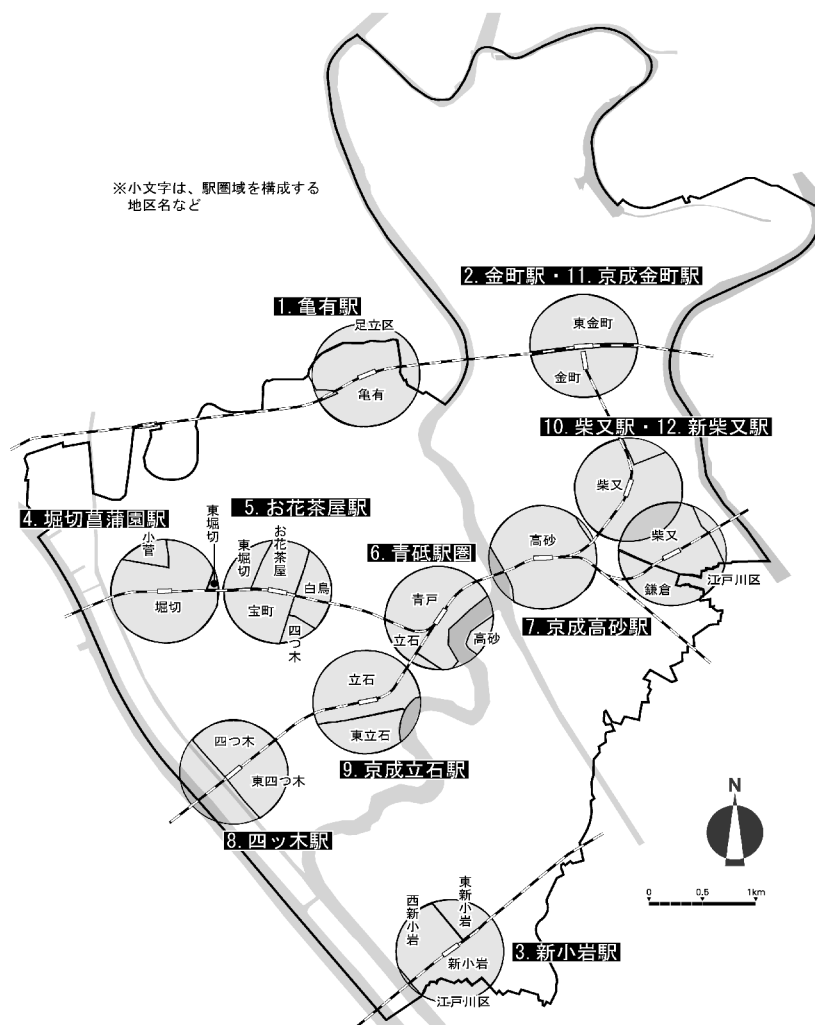 ※小文字は、駅圏域を構成する
地区名など
2.金町駅・11.京成金町駅
1.亀有駅
足立区
東金町
亀有
金町
10.柴又駅・12.新柴又駅
柴又
4.堀切菖蒲園駅
5.お花茶屋駅
小菅
東堀切
東堀切
お花茶屋
白鳥
堀切
宝町
四つ木
6.青砥駅圏
青戸
立石
高砂
高砂
柴又
鎌倉
江戸川区
7.京成高砂駅
立石
東立石
9.京成立石駅
四つ木
東四つ木
8.四ッ木駅
N
0 0.5 1km
西新小岩
東新小岩
新小岩
3.新小岩駅
江戸川区